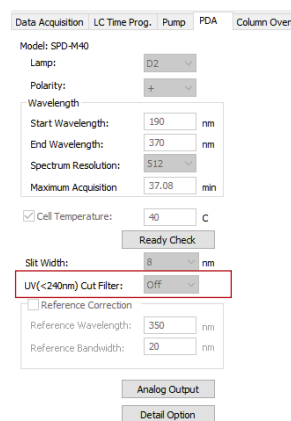 Data Acquisition LC Time Prog. Pump PDA Column Oven
Model: SPD-M40
Lamp: D2
Polarity: +
Wavelength
Start Wavelength: 190 nm
End Wavelength: 370 nm
Spectrum Resolution: 512
Maximum Acquisition 37.08 min
Cell Temperature: 40 C
Ready Check
Slit Width: 8 nm
UV(<240nm) Cut Filter: Off
Reference Correction
Reference Wavelength: 350 nm
Reference Bandwidth: 20 nm
Analog Output
Detail Option